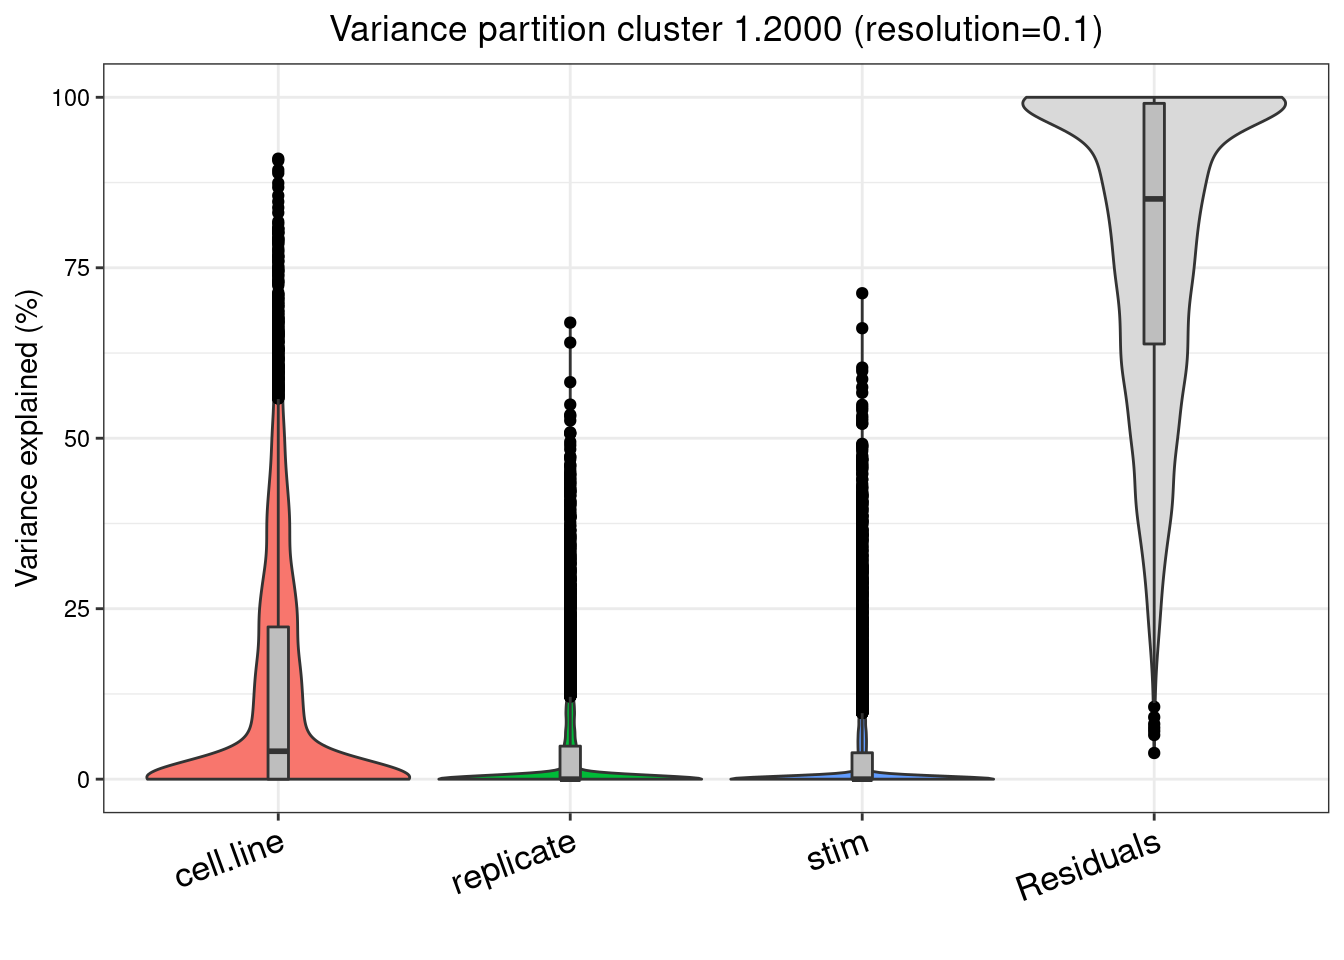 Variance partition cluster 1.2000 (resolution=0.1)
Variance explained (%)
100
75
50
25
0
cell.line
replicate
stim
Residuals